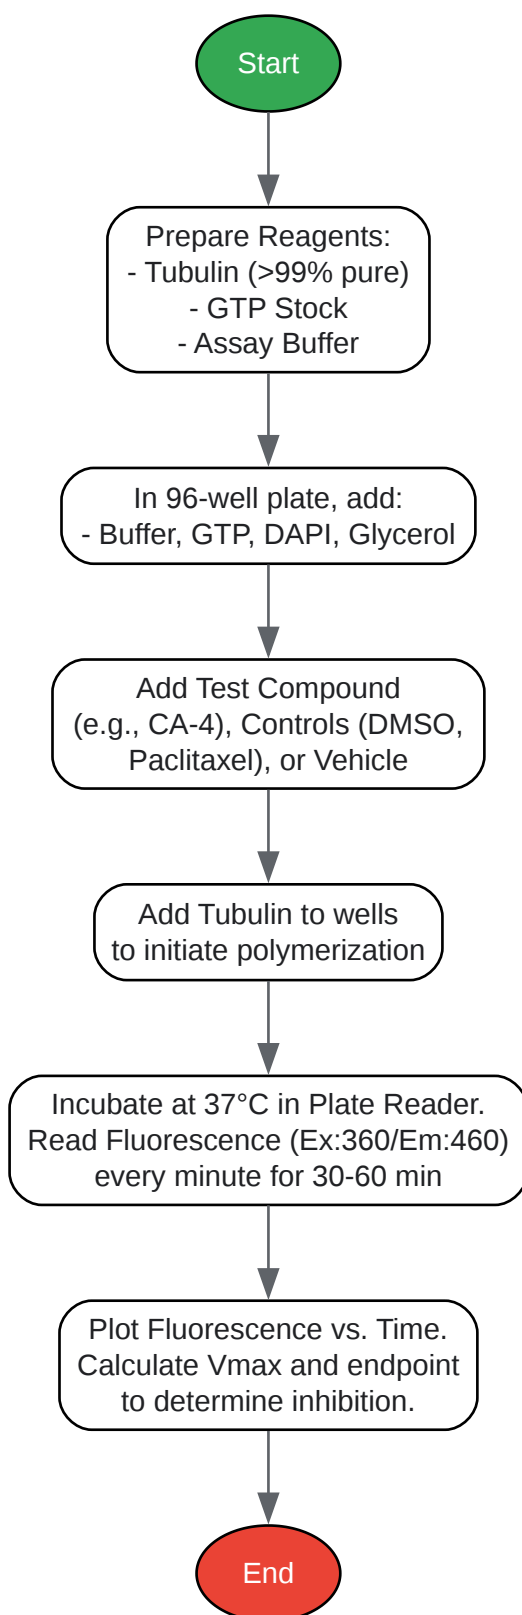 Start
Prepare Reagents:
- Tubulin (>99% pure)
- GTP Stock
- Assay Buffer
In 96-well plate, add:
- Buffer, GTP, DAPI, Glycerol
Add Test Compound
(e.g., CA-4), Controls (DMSO,
Paclitaxel), or Vehicle
Add Tubulin to wells
to initiate polymerization
Incubate at 37°C in Plate Reader.
Read Fluorescence (Ex:360/Em:460)
every minute for 30-60 min
Plot Fluorescence vs. Time.
Calculate Vmax and endpoint
to determine inhibition.
End